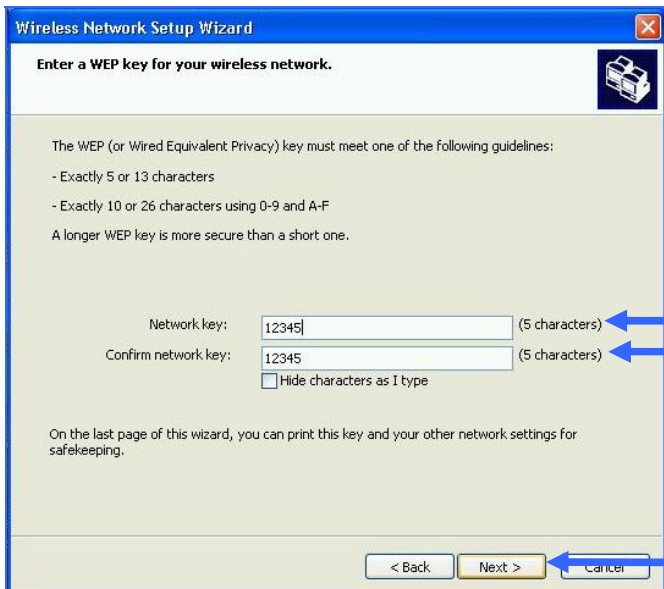 Wireless Network Setup Wizard
Enter a WEP key for your wireless network.
The WEP (or Wired Equivalent Privacy) key must meet one of the following guidelines:
- Exactly 5 or 13 characters
- Exactly 10 or 26 characters using 0-9 and A-F
A longer WEP key is more secure than a short one.
Network key: 12345 (5 characters)
Confirm network key: 12345 (5 characters)
Hide characters as I type
On the last page of this wizard, you can print this key and your other network settings for
safekeeping.
< Back Next > Cancel